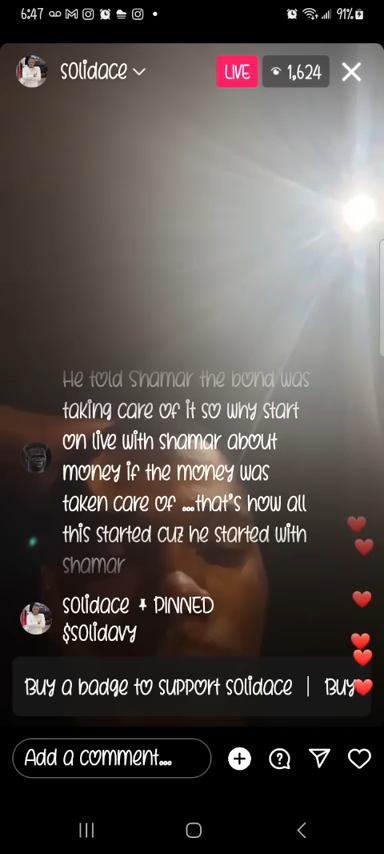 6:47
91%
solidace
LIVE
1,624
He told Shamar the bond was
taking care of it so why start
on live with shamar about
money if the money was
taken care of ...that's how all
this started cuz he started with
shamar
solidace PINNED
$solidavy
Buy a badge to support solidace | Buy
Add a comment...